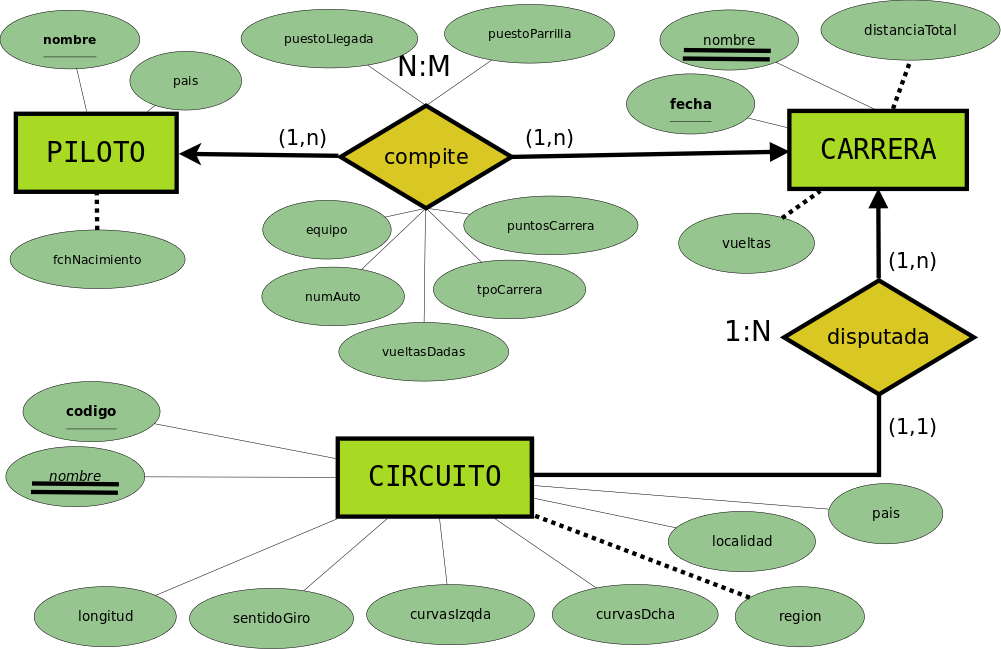 nombre
pais
PILOTO
fchNacimiento
puestoLlegada
puestoParrilla
N:M
(1,n)
compite
(1,n)
equipo
puntosCarrera
numAuto
tpoCarrera
vueltasDadas
nombre
distanciaTotal
fecha
CARRERA
vueltas
(1,n)
1:N
disputada
(1,1)
codigo
nombre
CIRCUITO
pais
localidad
longitud
sentidoGiro
curvasIzqda
curvasDcha
region